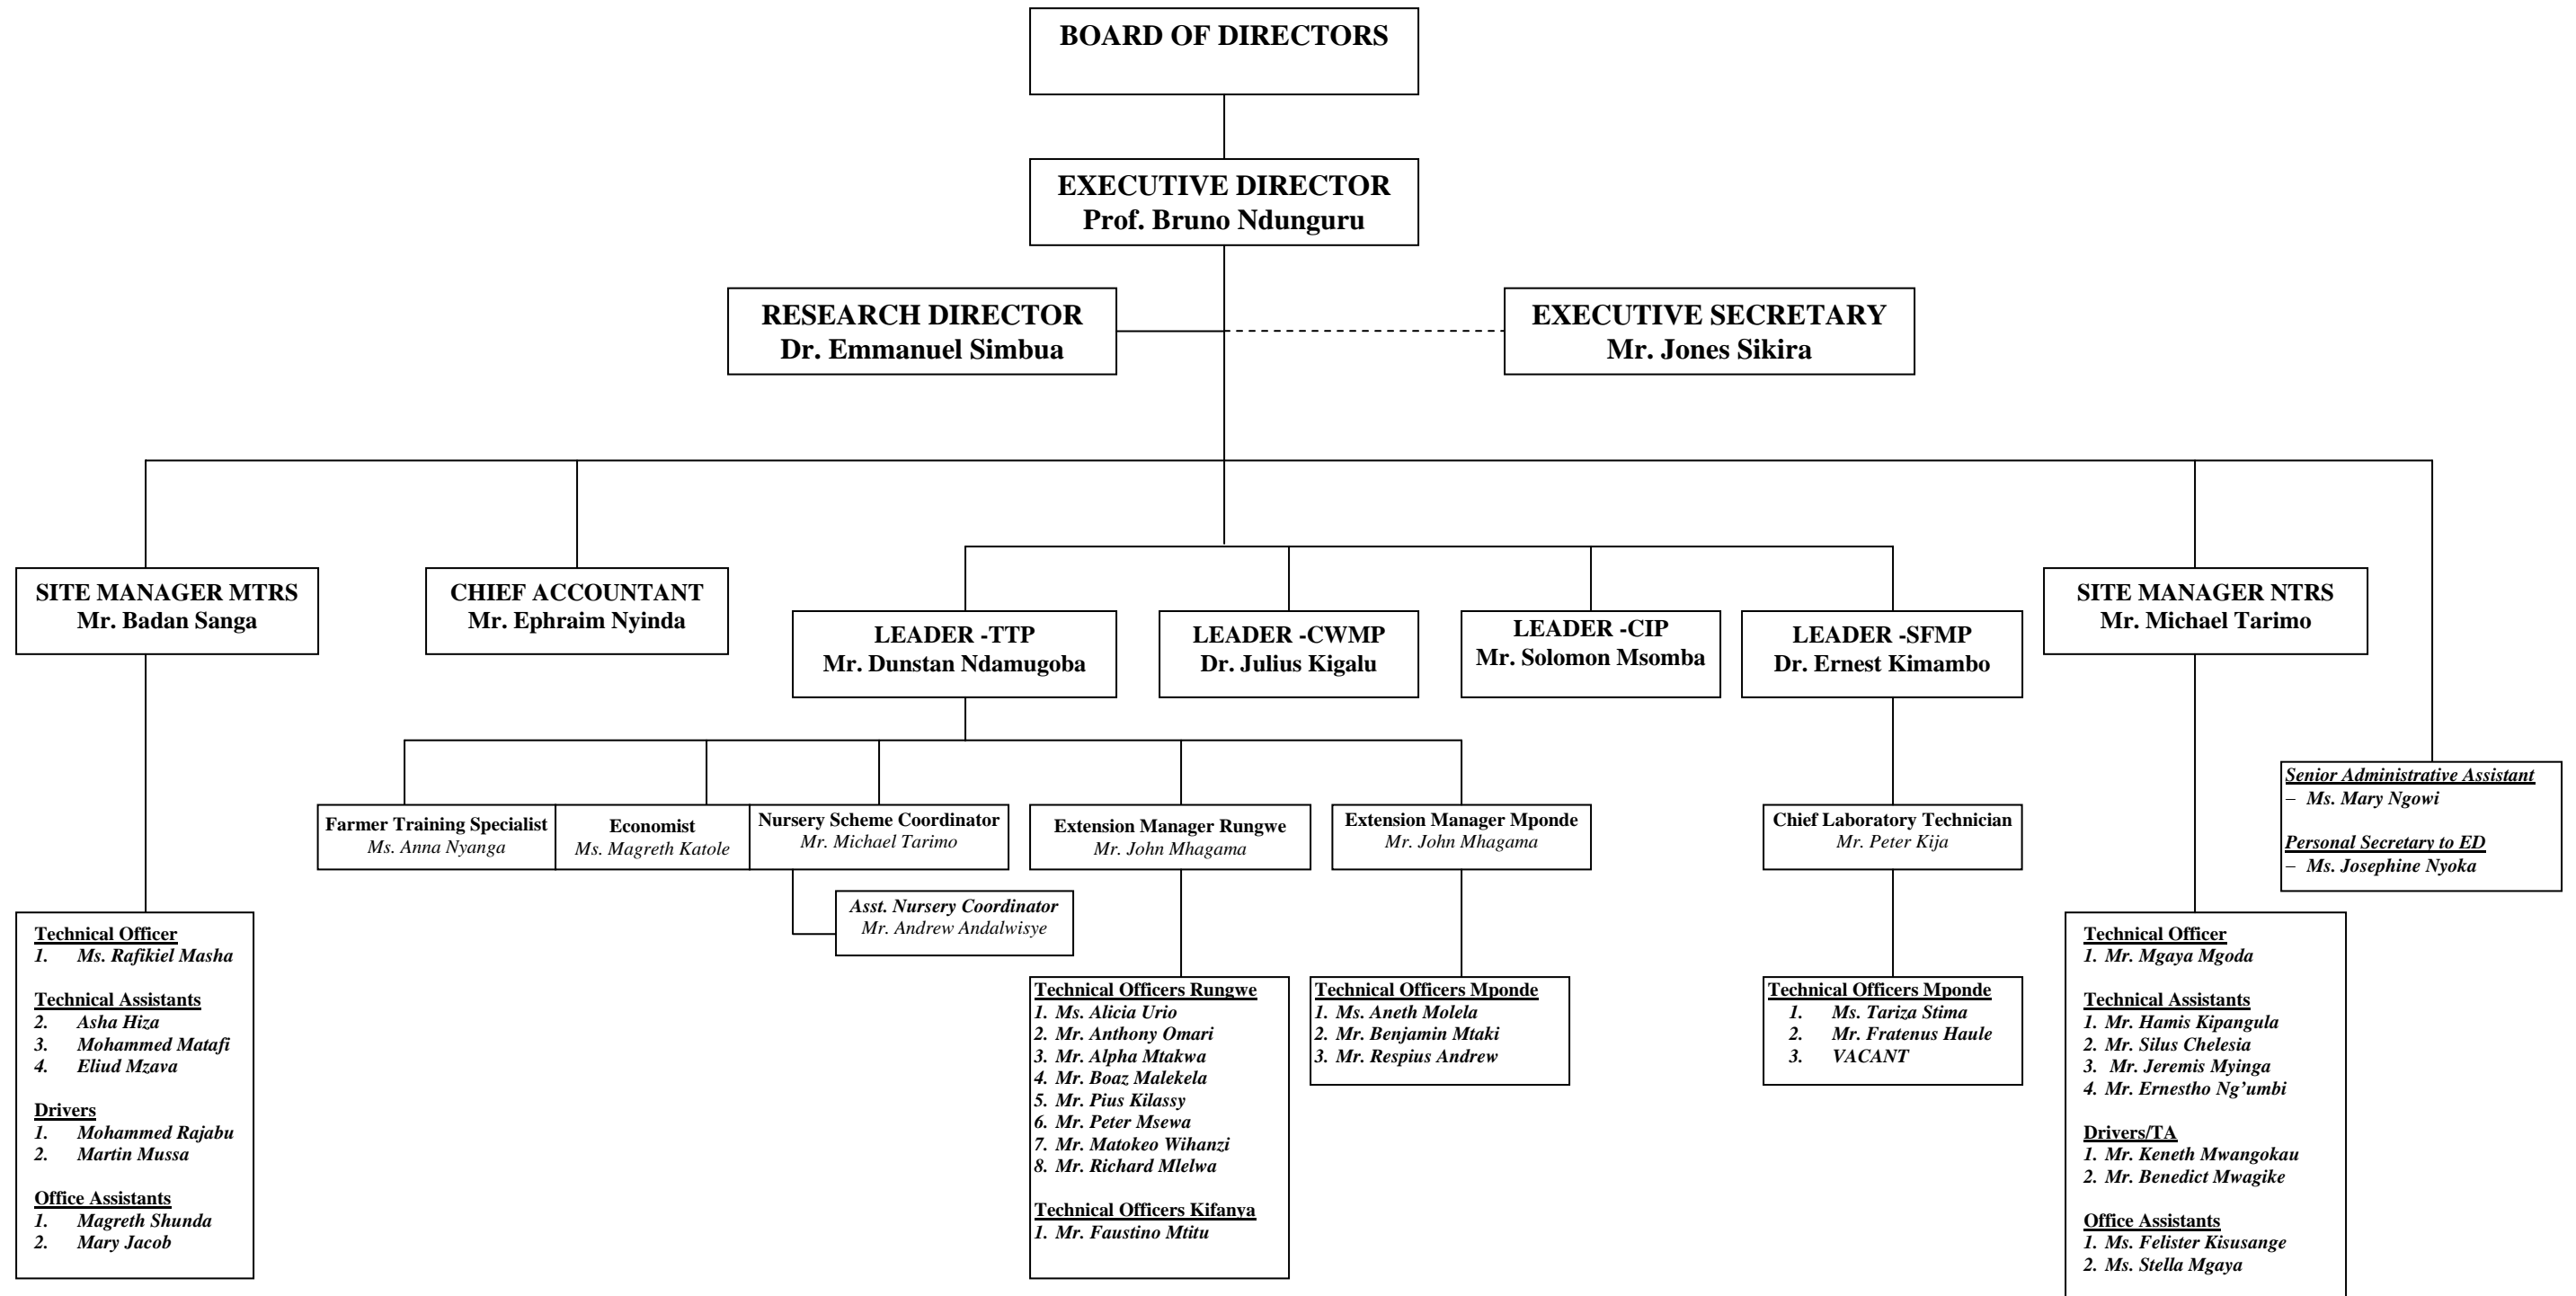 BOARD OF DIRECTORS
EXECUTIVE DIRECTOR
Prof. Bruno Ndunguru
RESEARCH DIRECTOR
Dr. Emmanuel Simbua
EXECUTIVE SECRETARY
Mr. Jones Sikira
SITE MANAGER MTRS
Mr. Badan Sanga
CHIEF ACCOUNTANT
Mr. Ephraim Nyinda
LEADER -TTP
Mr. Dunstan Ndamugoba
LEADER -CWMP
Dr. Julius Kigalu
LEADER -CIP
Mr. Solomon Msomba
LEADER -SFMP
Dr. Ernest Kimambo
SITE MANAGER NTRS
Mr. Michael Tarimo
Senior Administrative Assistant
– Ms. Mary Ngowi
Personal Secretary to ED
– Ms. Josephine Nyoka
Farmer Training Specialist
Ms. Anna Nyanga
Economist
Ms. Magreth Katole
Nursery Scheme Coordinator
Mr. Michael Tarimo
Extension Manager Rungwe
Mr. John Mhagama
Extension Manager Mponde
Mr. John Mhagama
Chief Laboratory Technician
Mr. Peter Kija
Asst. Nursery Coordinator
Mr. Andrew Andalwisye
Technical Officer
1. Ms. Rafikiel Masha
Technical Assistants
2. Asha Hiza
3. Mohammed Matafi
4. Eliud Mzava
Drivers
1. Mohammed Rajabu
2. Martin Mussa
Office Assistants
1. Magreth Shunda
2. Mary Jacob
Technical Officers Rungwe
1. Ms. Alicia Urio
2. Mr. Anthony Omari
3. Mr. Alpha Mtakwa
4. Mr. Boaz Malekela
5. Mr. Pius Kilassy
6. Mr. Peter Msewa
7. Mr. Matokeo Wihanzi
8. Mr. Richard Mlelwa
Technical Officers Kifanya
1. Mr. Faustino Mtitu
Technical Officers Mponde
1. Ms. Aneth Molela
2. Mr. Benjamin Mtaki
3. Mr. Respius Andrew
Technical Officers Mponde
1. Ms. Tariza Stima
2. Mr. Fratenus Haule
3. VACANT
Technical Officer
1. Mr. Mgaya Mgoda
Technical Assistants
1. Mr. Hamis Kipangula
2. Mr. Silus Chelesia
3. Mr. Jeremis Myinga
4. Mr. Ernestho Ng’umbi
Drivers/TA
1. Mr. Keneth Mwangokau
2. Mr. Benedict Mwagike
Office Assistants
1. Ms. Felister Kisusange
2. Ms. Stella Mgaya